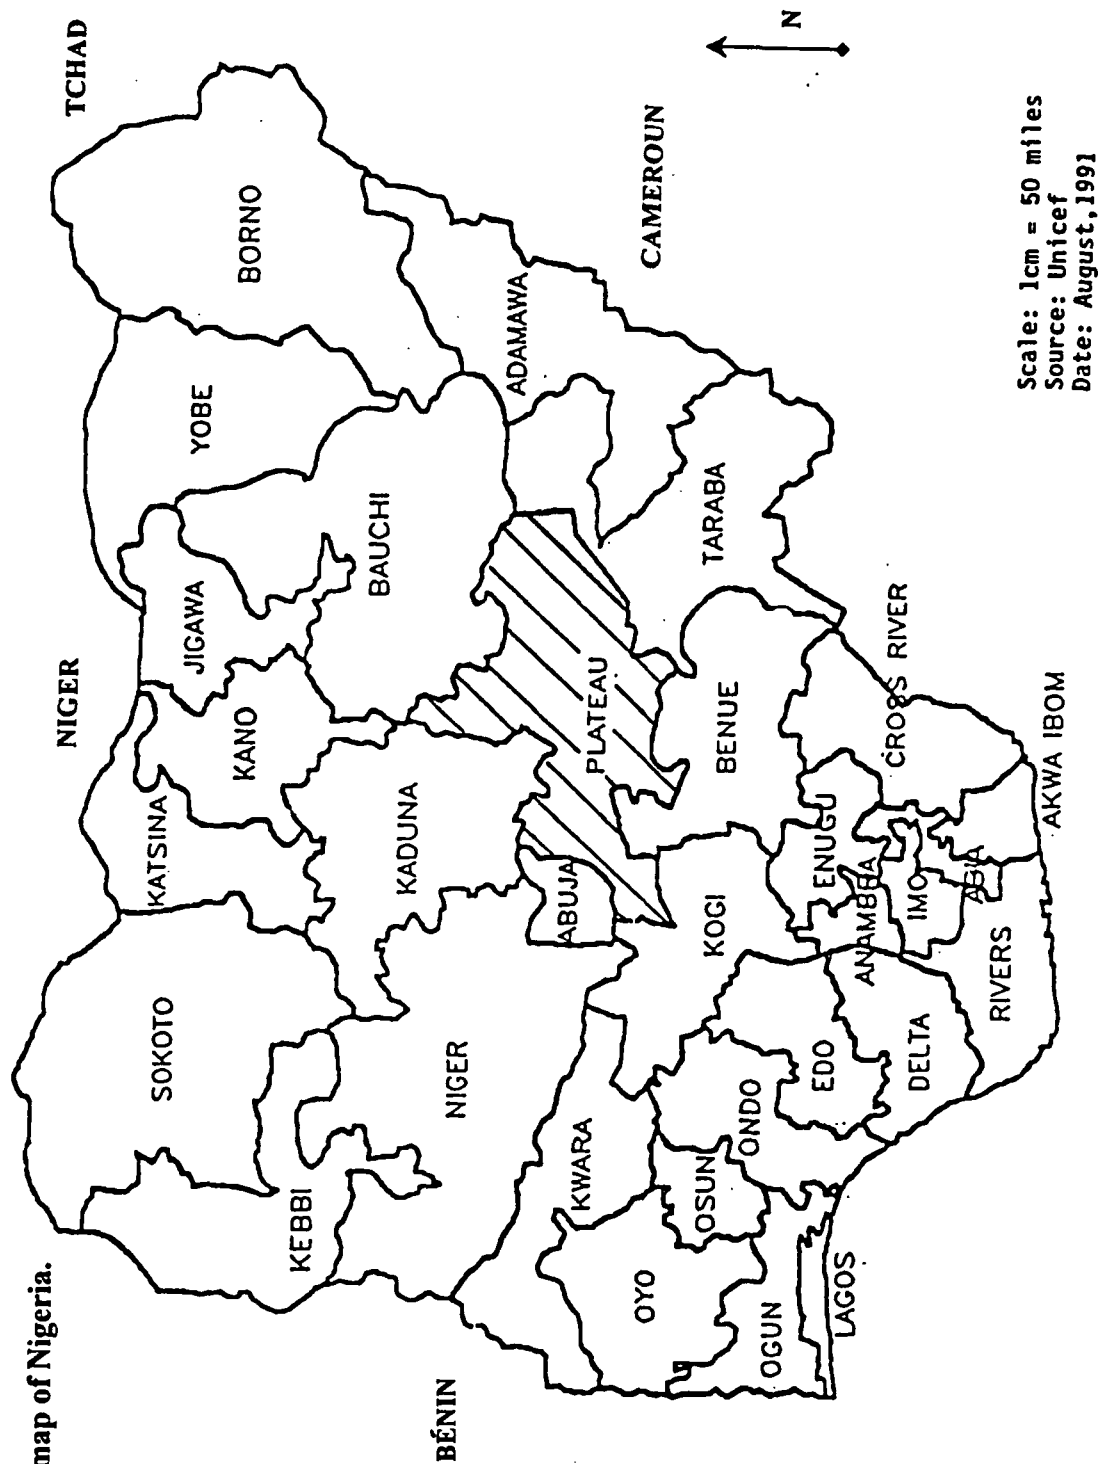 map of Nigeria.
TCHAD
NIGER
BÉNIN
CAMEROUN
N
SOKOTO
KATSINA
KEBBI
KANO
JIGAWA
YOBE
BORNO
BAUCHI
KADUNA
NIGER
ABUJA
PLATEAU
ADAMAWA
TARABA
KWARA
KOGI
BENUE
OYO
OSUN
ONDO
EDO
ENUGU
ANAMBRA
CROSS RIVER
OGUN
LAGOS
DELTA
IMO
ABIA
RIVERS
AKWA IBOM
Scale: 1cm = 50 miles
Source: Unicef
Date: August,1991